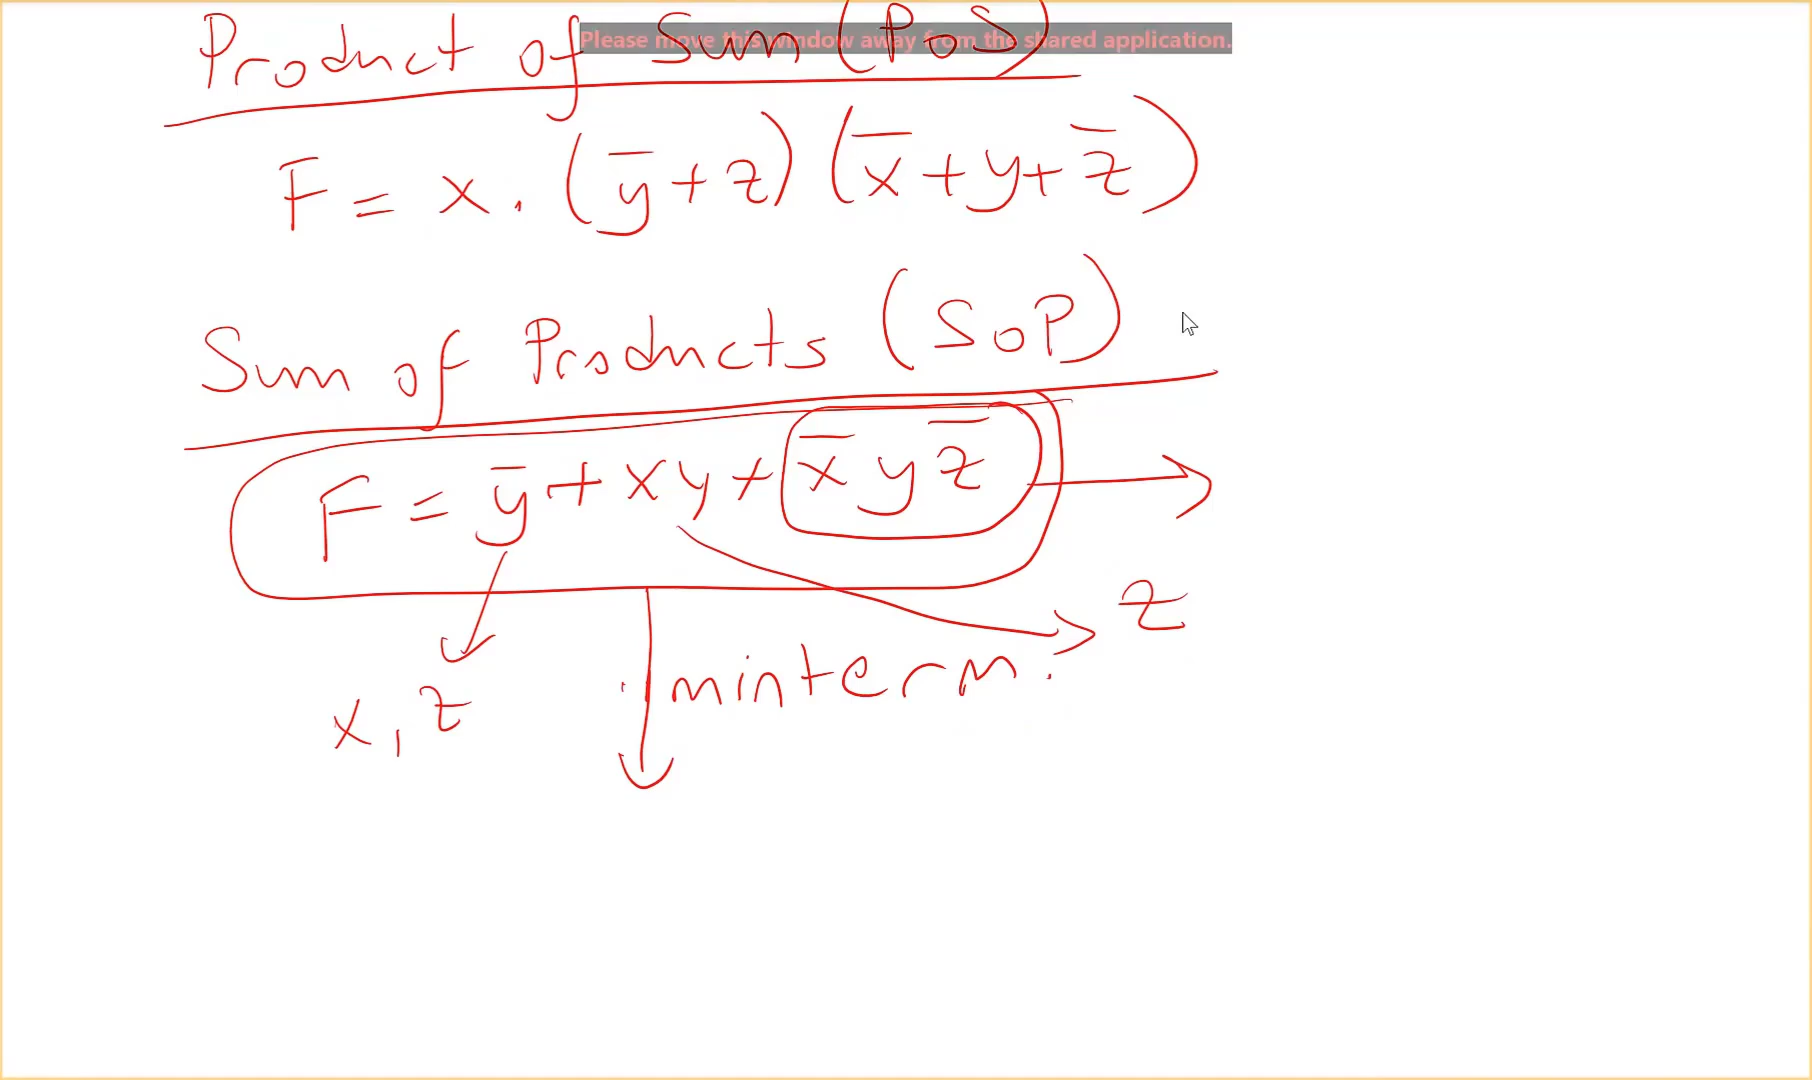 Product of Sum (PoS)
Please move this window away from the shared application.
F = x . (y̅ + z) (x̅ + y + z̅)
Sum of Products (SoP)
F = y̅ + xy + x̅ y z̅
z
minterm.
x, z